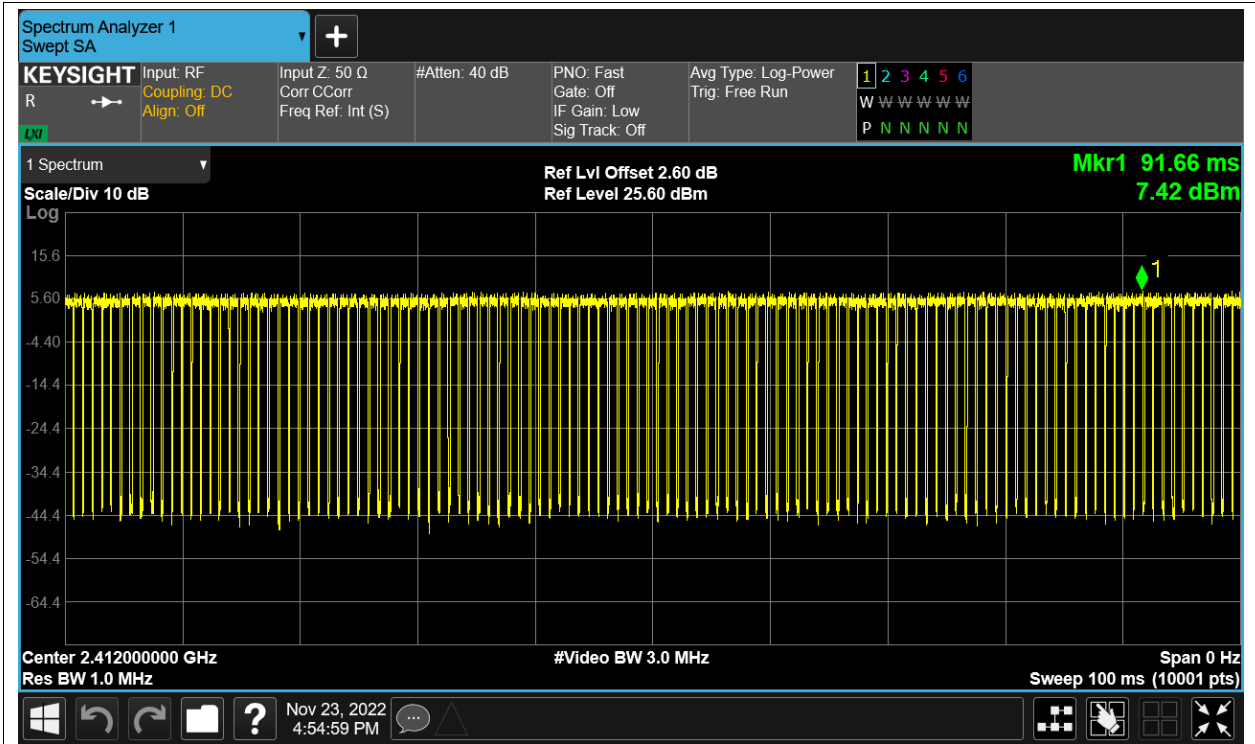 Spectrum Analyzer 1
Swept SA
KEYSIGHT
R
LXI
Input: RF
Coupling: DC
Align: Off
Input Z: 50 Ω
Corr CCorr
Freq Ref: Int (S)
#Atten: 40 dB
PNO: Fast
Gate: Off
IF Gain: Low
Sig Track: Off
Avg Type: Log-Power
Trig: Free Run
1 2 3 4 5 6
W W W W W W
P N N N N N
1 Spectrum
Scale/Div 10 dB
Log
Ref Lvl Offset 2.60 dB
Ref Level 25.60 dBm
Mkr1 91.66 ms
7.42 dBm
1
15.6
5.60
-4.40
-14.4
-24.4
-34.4
-44.4
-54.4
-64.4
Center 2.412000000 GHz
Res BW 1.0 MHz
#Video BW 3.0 MHz
Span 0 Hz
Sweep 100 ms (10001 pts)
?
Nov 23, 2022
4:54:59 PM